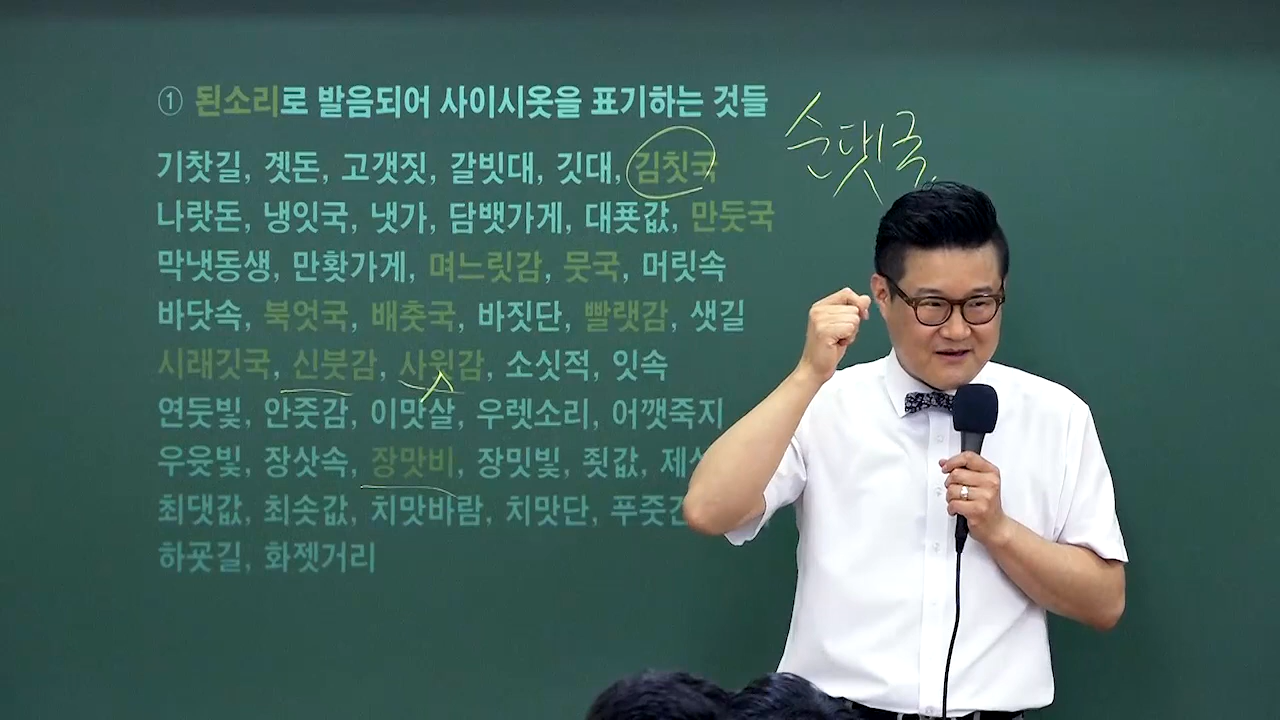 ① 된소리로 발음되어 사이시옷을 표기하는 것들
기찻길, 곗돈, 고갯짓, 갈빗대, 깃대, 김칫국
순댓국
나랏돈, 냉잇국, 냇가, 담뱃가게, 대푯값, 만둣국
막냇동생, 만홧가게, 며느릿감, 뭇국, 머릿속
바닷속, 북엇국, 배춧국, 바짓단, 빨랫감, 샛길
시래깃국, 신붓감, 사윗감, 소싯적, 잇속
연둣빛, 안줏감, 이맛살, 우렛소리, 어깻죽지
우윳빛, 장삿속, 장맛비, 장밋빛, 죗값,
최댓값, 최솟값, 치맛바람, 치맛단,
하굣길, 화젯거리